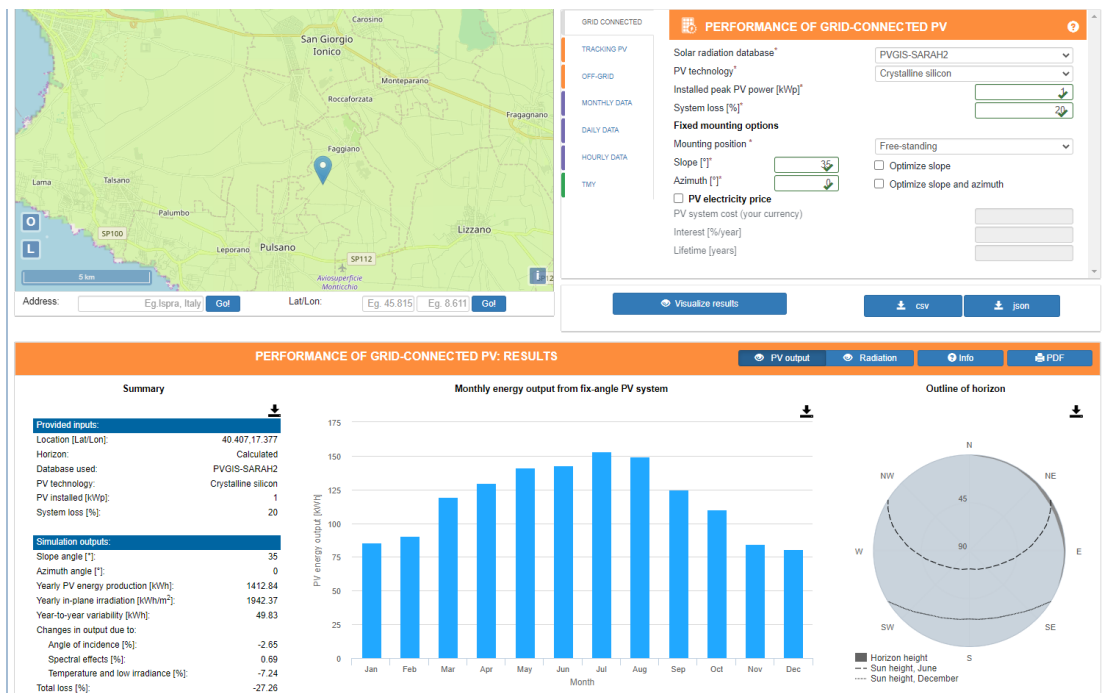 Carosino
San Giorgio
Ionico
Monteparano
Roccaforzata
Fragagnano
Faggiano
Lama
Talsano
Palumbo
SP100
Leporano
Pulsano
Lizzano
SP112
Aviosuperficie
Monticchio
O
L
5 km
i
12
Address:
Eg.Ispra, Italy
Go!
Lat/Lon:
Eg. 45.815
Eg. 8.611
Go!
GRID CONNECTED
TRACKING PV
OFF-GRID
MONTHLY DATA
DAILY DATA
HOURLY DATA
TMY
PERFORMANCE OF GRID-CONNECTED PV
?
Solar radiation database*
PVGIS-SARAH2
PV technology*
Crystalline silicon
Installed peak PV power [kWp]*
1
System loss [%]*
20
Fixed mounting options
Mounting position *
Free-standing
Slope [°]*
35
Optimize slope
Azimuth [°]*
0
Optimize slope and azimuth
PV electricity price
PV system cost (your currency)
Interest [%/year]
Lifetime [years]
Visualize results
csv
json
PERFORMANCE OF GRID-CONNECTED PV: RESULTS
PV output
Radiation
Info
PDF
Summary
Provided inputs:
Location [Lat/Lon]: 40.407,17.377
Horizon: Calculated
Database used: PVGIS-SARAH2
PV technology: Crystalline silicon
PV installed [kWp]: 1
System loss [%]: 20
Simulation outputs:
Slope angle [°]: 35
Azimuth angle [°]: 0
Yearly PV energy production [kWh]: 1412.84
Yearly in-plane irradiation [kWh/m²]: 1942.37
Year-to-year variability [kWh]: 49.83
Changes in output due to:
Angle of incidence [%]: -2.65
Spectral effects [%]: 0.69
Temperature and low irradiance [%]: -7.24
Total loss [%]: -27.26
Monthly energy output from fix-angle PV system
PV energy output [kWh]
175
150
125
100
75
50
25
0
Jan Feb Mar Apr May Jun Jul Aug Sep Oct Nov Dec
Month
Outline of horizon
N
NW
NE
45
W
90
E
SW
SE
S
Horizon height
Sun height, June
Sun height, December